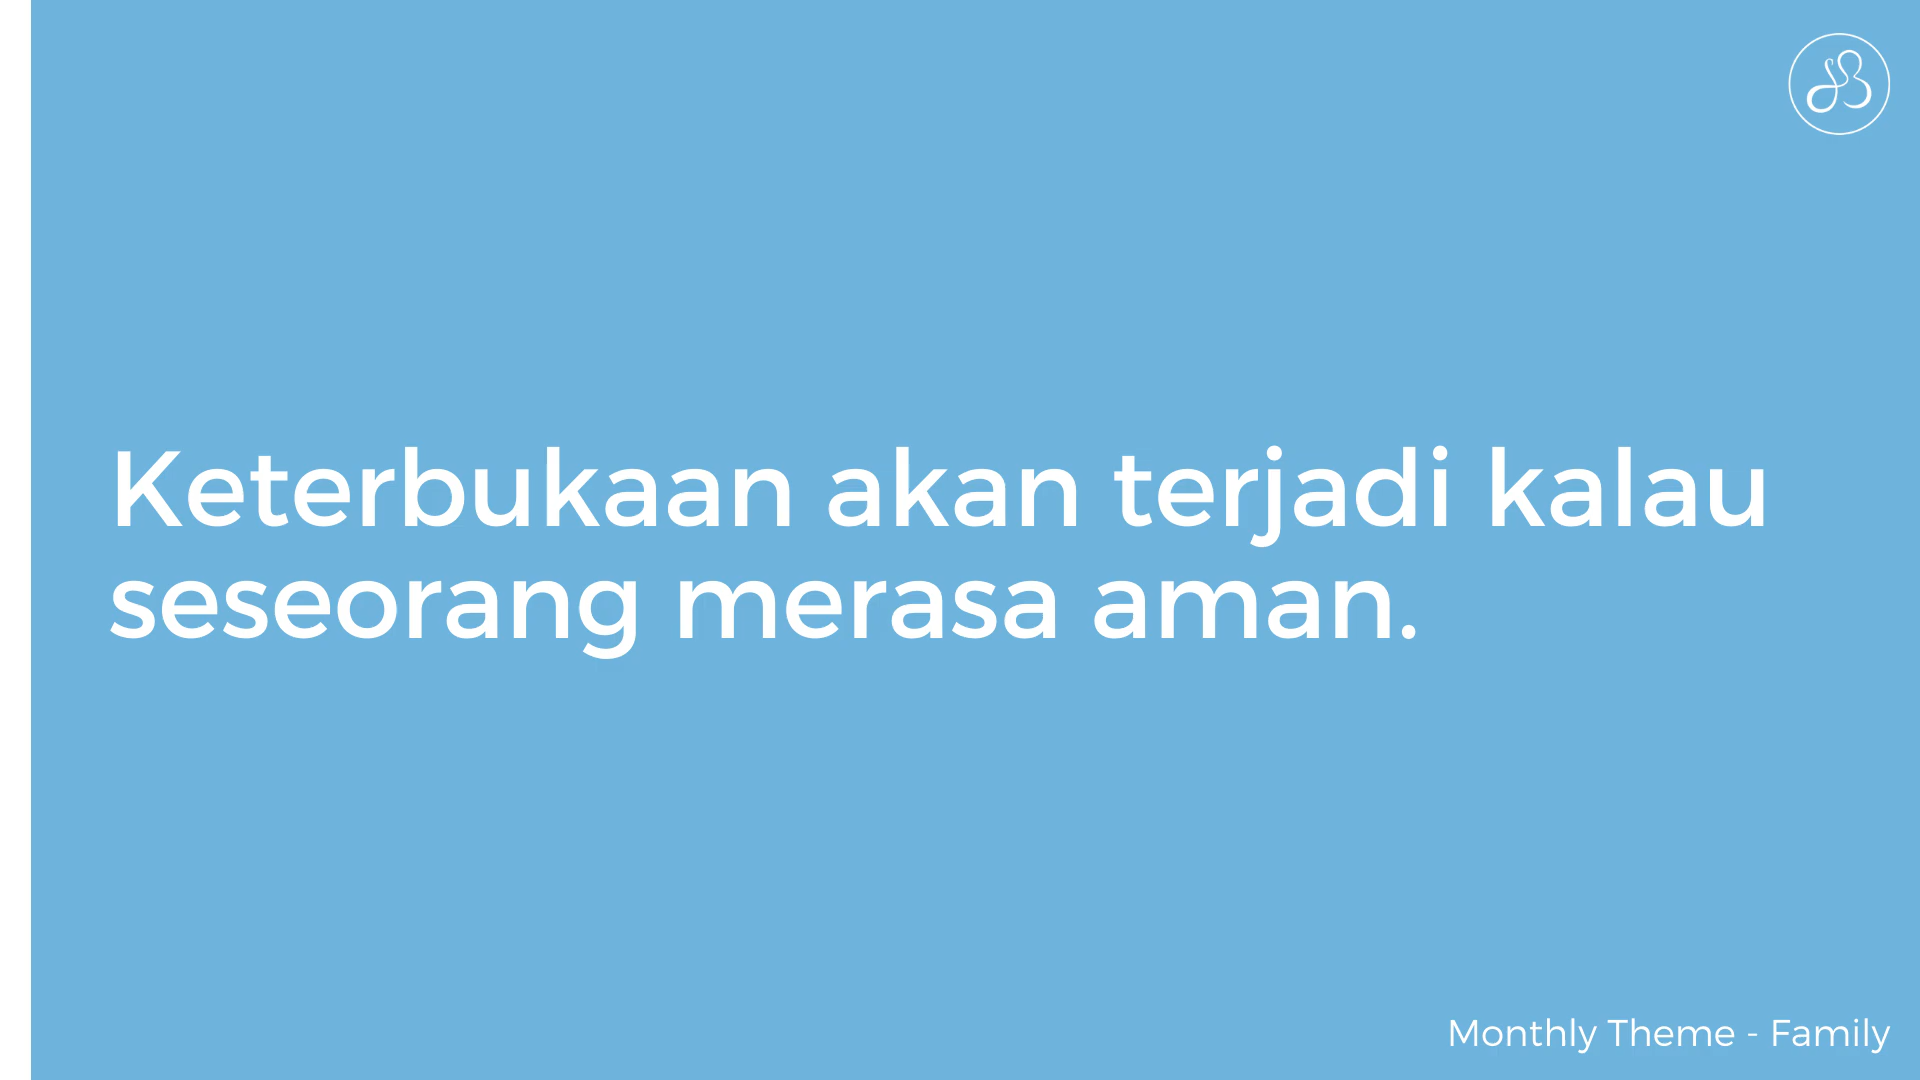 Keterbukaan akan terjadi kalau
seseorang merasa aman.
Monthly Theme - Family